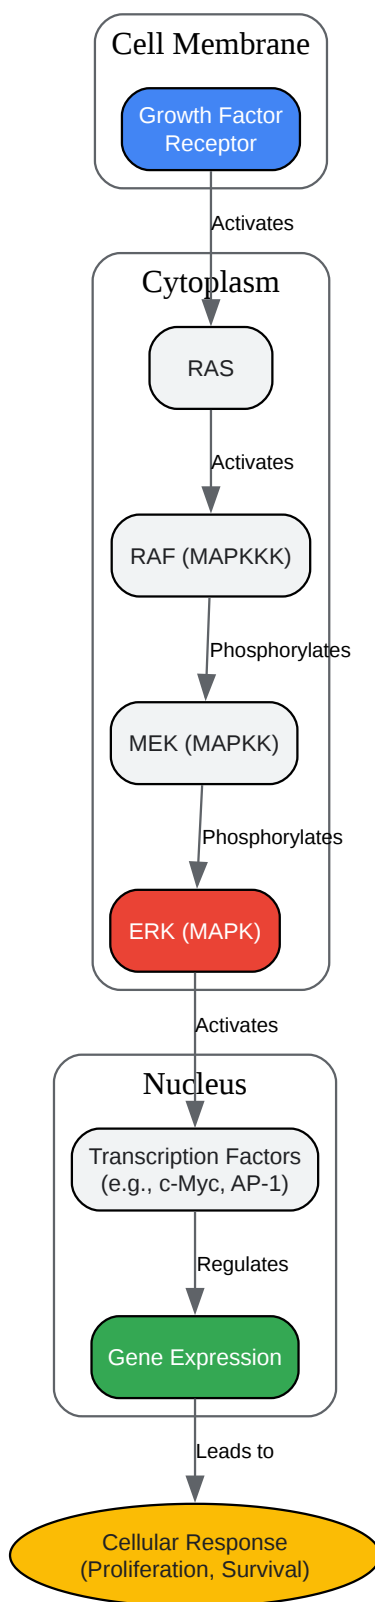 Cell Membrane
Growth Factor
Receptor
Activates
Cytoplasm
RAS
Activates
RAF (MAPKKK)
Phosphorylates
MEK (MAPKK)
Phosphorylates
ERK (MAPK)
Activates
Nucleus
Transcription Factors
(e.g., c-Myc, AP-1)
Regulates
Gene Expression
Leads to
Cellular Response
(Proliferation, Survival)